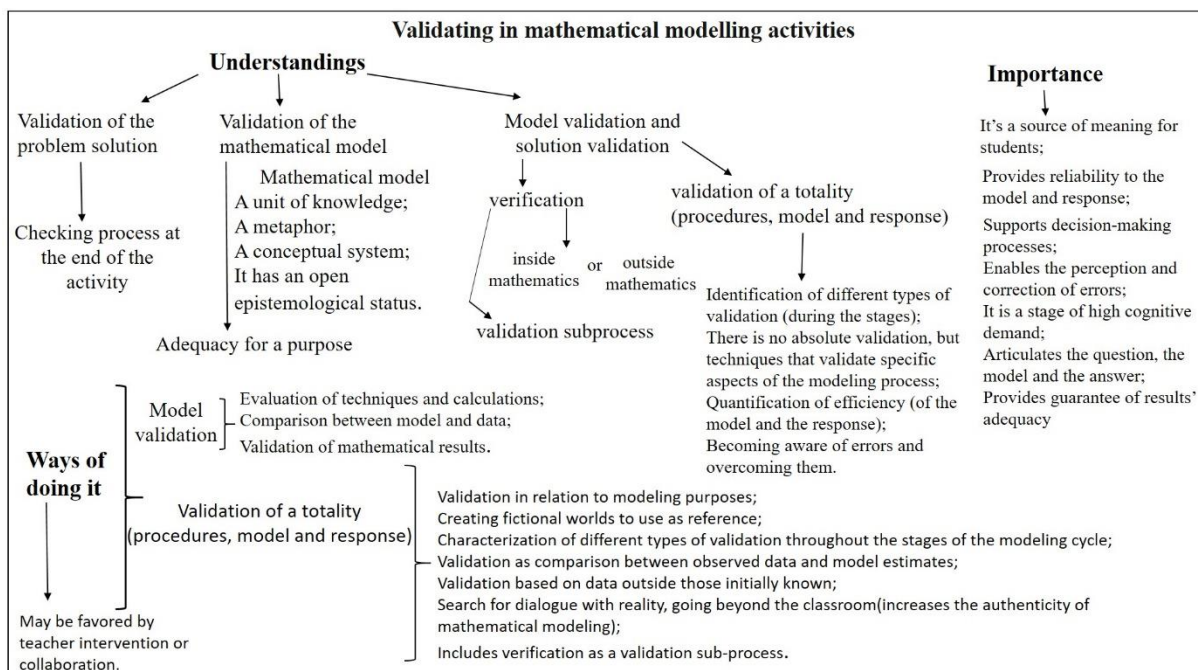 Validating in mathematical modelling activities
Understandings
Validation of the
problem solution
Checking process at
the end of the
activity
Validation of the
mathematical model
Mathematical model
A unit of knowledge;
A metaphor;
A conceptual system;
It has an open
epistemological status.
Adequacy for a purpose
Model validation and
solution validation
verification
inside
mathematics
or
outside
mathematics
validation subprocess
validation of a totality
(procedures, model and response)
Identification of different types of
validation (during the stages);
There is no absolute validation, but
techniques that validate specific
aspects of the modeling process;
Quantification of efficiency (of the
model and the response);
Becoming aware of errors and
overcoming them.
Importance
It's a source of meaning for
students;
Provides reliability to the
model and response;
Supports decision-making
processes;
Enables the perception and
correction of errors;
It is a stage of high cognitive
demand;
Articulates the question, the
model and the answer;
Provides guarantee of results'
adequacy
Ways of
doing it
May be favored by
teacher intervention or
collaboration.
Model
validation
Evaluation of techniques and calculations;
Comparison between model and data;
Validation of mathematical results.
Validation of a totality
(procedures, model and response)
Validation in relation to modeling purposes;
Creating fictional worlds to use as reference;
Characterization of different types of validation throughout the stages of the modeling cycle;
Validation as comparison between observed data and model estimates;
Validation based on data outside those initially known;
Search for dialogue with reality, going beyond the classroom(increases the authenticity of
mathematical modeling);
Includes verification as a validation sub-process.